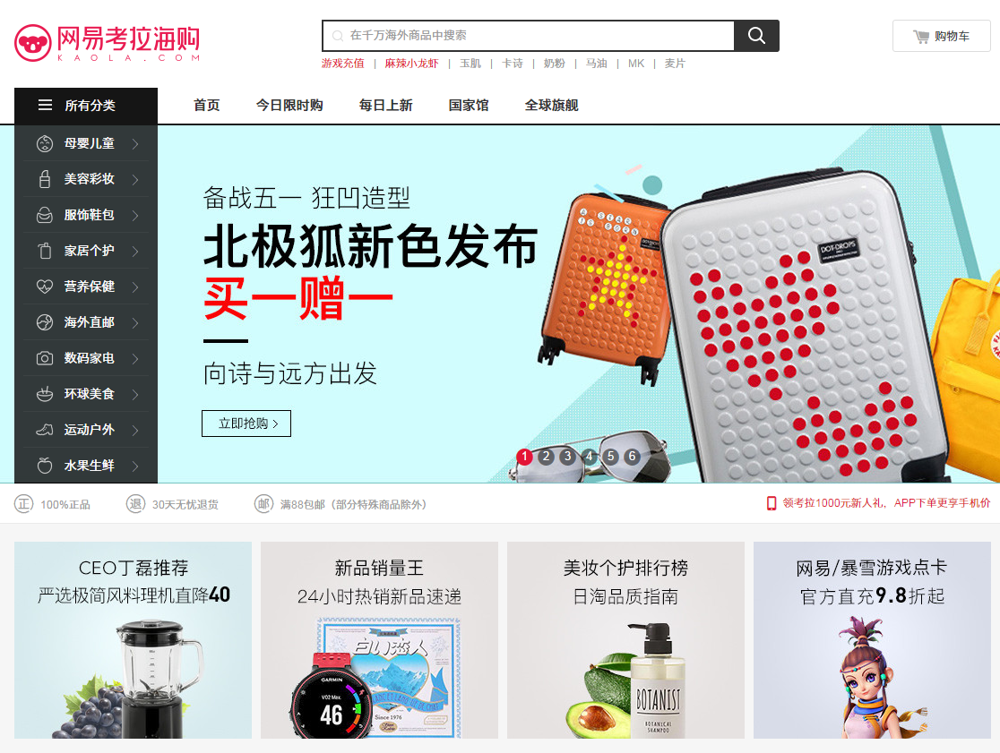 网易考拉海购
KAOLA.COM
在千万海外商品中搜索
购物车
游戏充值 | 麻辣小龙虾 | 玉肌 | 卡诗 | 奶粉 | 马油 | MK | 麦片
所有分类
首页 今日限时购 每日上新 国家馆 全球旗舰
母婴儿童
美容彩妆
服饰鞋包
家居个护
营养保健
海外直邮
数码家电
环球美食
运动户外
水果生鲜
备战五一 狂凹造型
北极狐新色发布
买一赠一
向诗与远方出发
立即抢购 >
DOT-DROPS
DOT-DROPS
1 2 3 4 5 6
正 100%正品 退 30天无忧退货 邮 满88包邮（部分特殊商品除外）
领考拉1000元新人礼，APP下单更享手机价
CEO丁磊推荐
严选极简风料理机直降40
新品销量王
24小时热销新品速递
白い恋人
GARMIN
VO2 Max.
46
Since 1976
美妆个护排行榜
日淘品质指南
BOTANIST
BOTANICAL
SHAMPOO
网易/暴雪游戏点卡
官方直充9.8折起